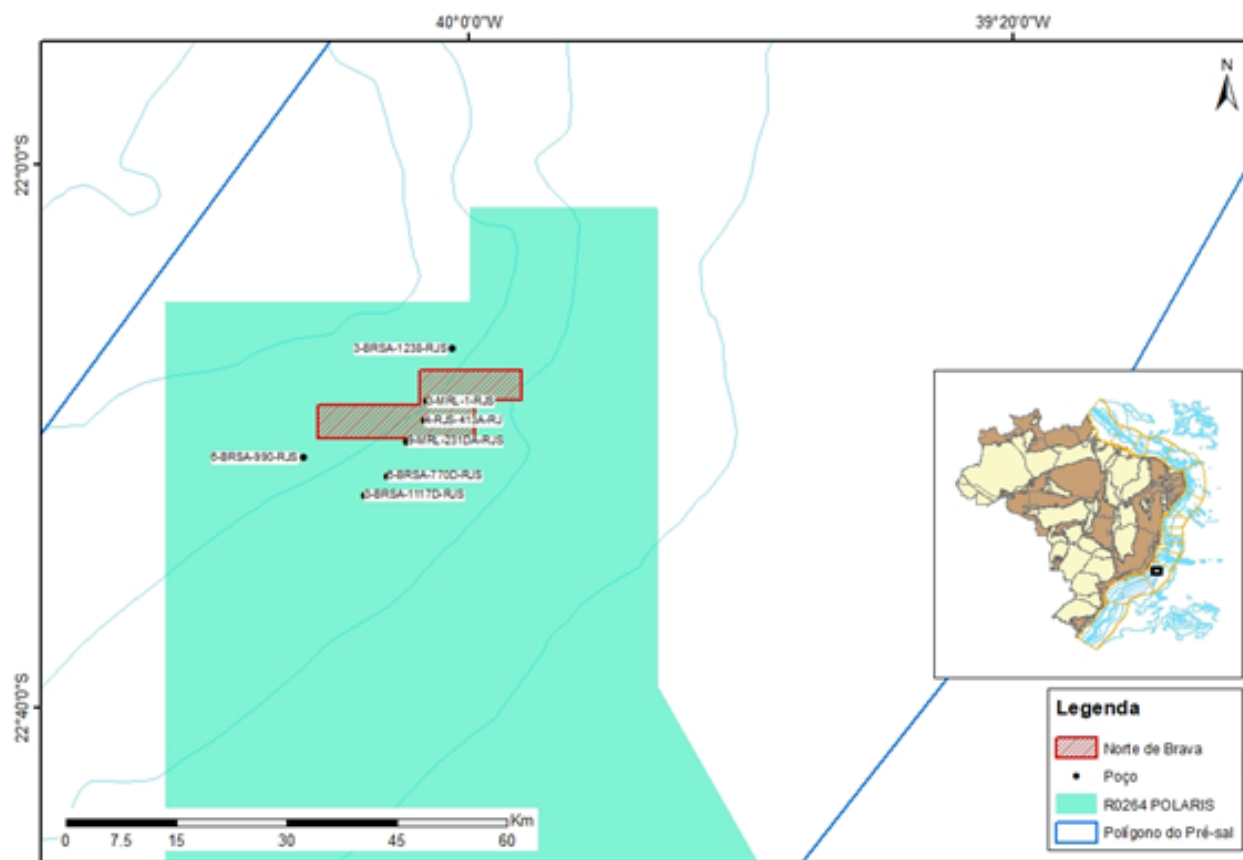 40°0'0"W
39°20'0"W
N
22°0'0"S
3-BRSA-1238-RJS
3-MRL-1-RJS
4-RJS-413A-RJ
9-MRL-231DA-RJS
6-BRSA-990-RJS
6-BRSA-770D-RJS
3-BRSA-1117D-RJS
22°40'0"S
Km
0 7.5 15 30 45 60
Legenda
Norte de Brava
Poço
R0264 POLARIS
Polígono do Pré-sal